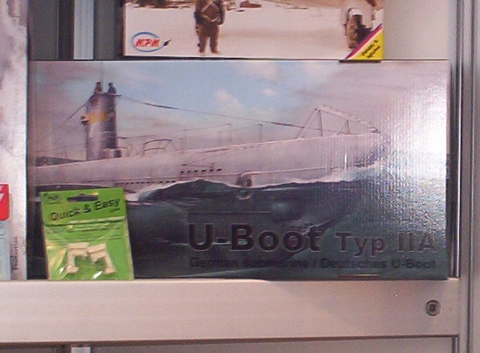 M.P.M.
Quick & Easy
U-Boot Typ IIA
German submarine / Deutsches U-Boot